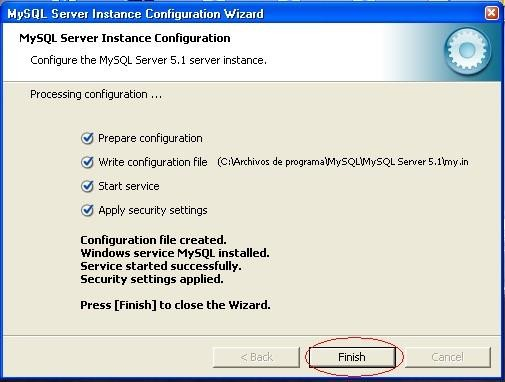 MySQL Server Instance Configuration Wizard
MySQL Server Instance Configuration
Configure the MySQL Server 5.1 server instance.
Processing configuration ...
Prepare configuration
Write configuration file (C:\Archivos de programa\MySQL\MySQL Server 5.1\my.in
Start service
Apply security settings
Configuration file created.
Windows service MySQL installed.
Service started successfully.
Security settings applied.
Press [Finish] to close the Wizard.
< Back Finish Cancel